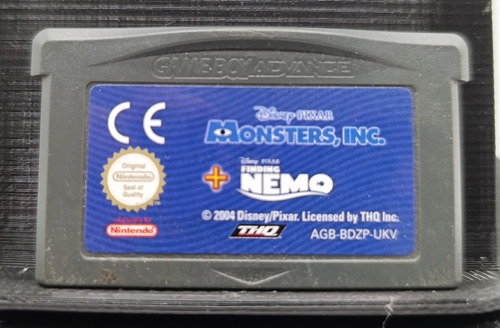 GAME BOY ADVANCE
CE
Disney PIXAR
MONSTERS, INC.
Original
Nintendo
Seal of
Quality
+
Disney PIXAR
FINDING
NEMO
© 2004 Disney/Pixar. Licensed by THQ Inc.
Nintendo
THQ
AGB-BDZP-UKV